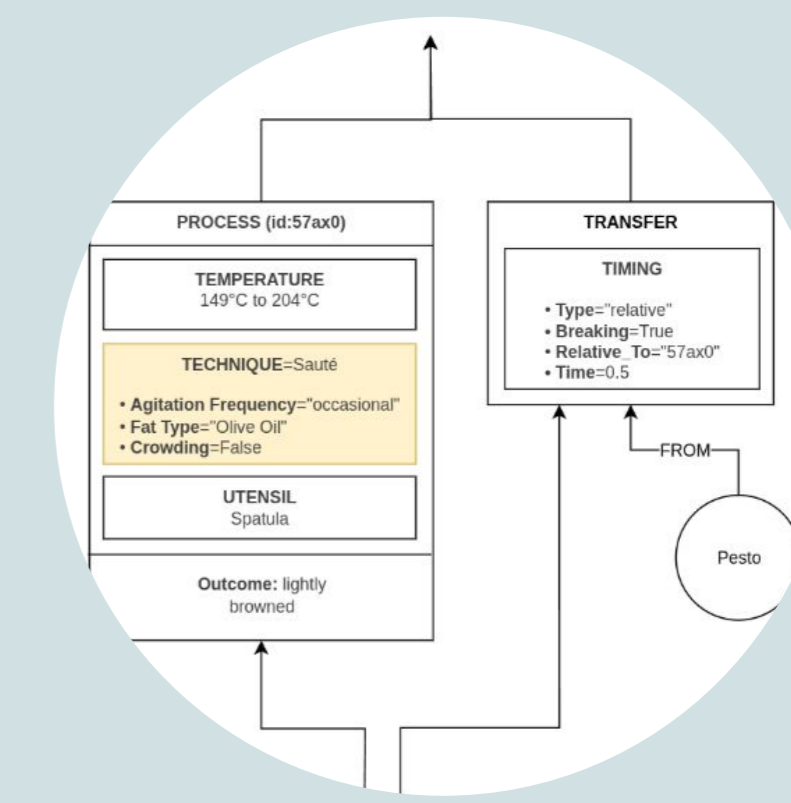 PROCESS (id:57ax0)
TEMPERATURE
149°C to 204°C
TECHNIQUE=Sauté
• Agitation Frequency="occasional"
• Fat Type="Olive Oil"
• Crowding=False
UTENSIL
Spatula
Outcome: lightly
browned
TRANSFER
TIMING
• Type="relative"
• Breaking=True
• Relative_To="57ax0"
• Time=0.5
FROM
Pesto